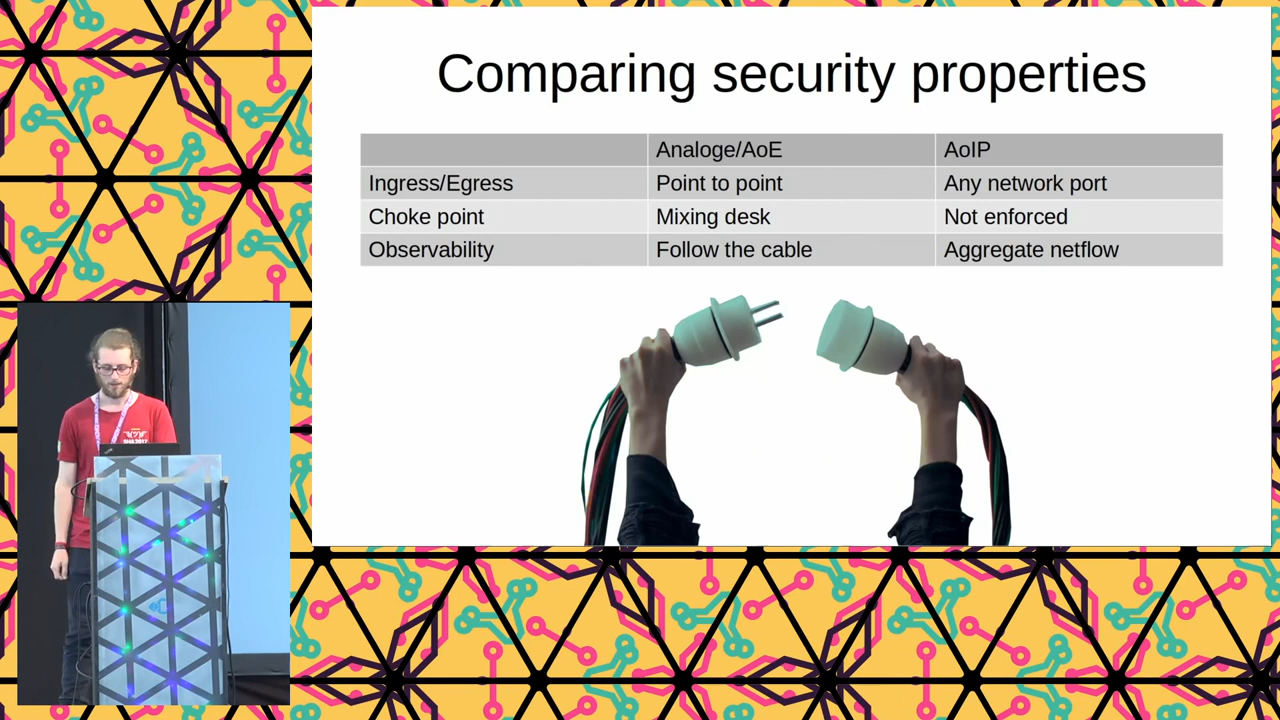 Comparing security properties
Analoge/AoE AoIP
Ingress/Egress Point to point Any network port
Choke point Mixing desk Not enforced
Observability Follow the cable Aggregate netflow
SHA2017